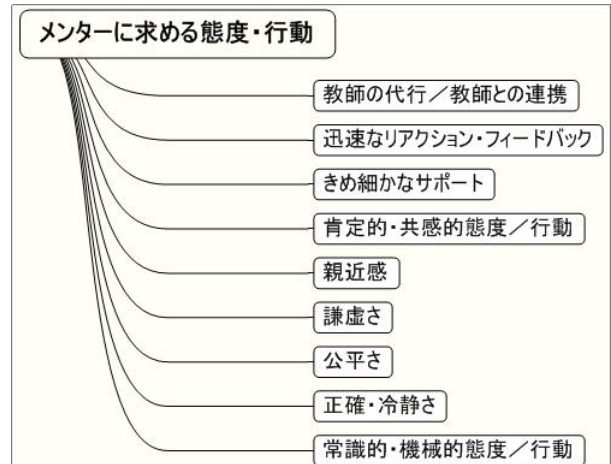 メンターに求める態度・行動
教師の代行／教師との連携
迅速なリアクション・フィードバック
きめ細かなサポート
肯定的・共感的態度／行動
親近感
謙虚さ
公平さ
正確・冷静さ
常識的・機械的態度／行動